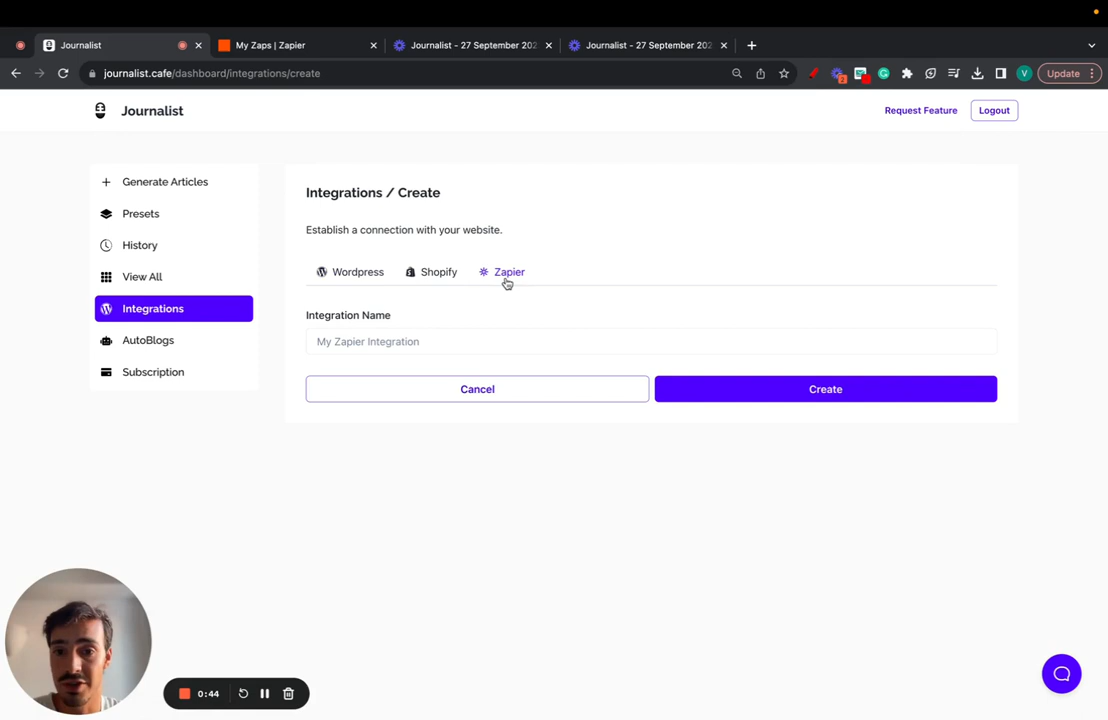 Journalist
My Zaps | Zapier
Journalist - 27 September 202
Journalist - 27 September 202
journalist.cafe/dashboard/integrations/create
2
V
Update
Journalist
Request Feature
Logout
Generate Articles
Presets
History
View All
Integrations
AutoBlogs
Subscription
Integrations / Create
Establish a connection with your website.
Wordpress
Shopify
Zapier
Integration Name
My Zapier Integration
Cancel
Create
0:44